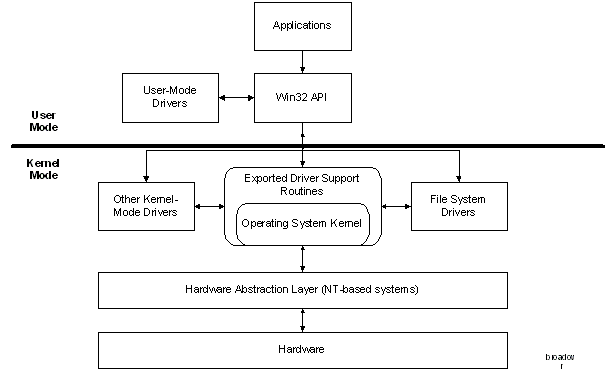 Applications
User-Mode
Drivers
Win32 API
User
Mode
Kernel
Mode
Exported Driver Support
Routines
Other Kernel-
Mode Drivers
Operating System Kernel
File System
Drivers
Hardware Abstraction Layer (NT-based systems)
Hardware